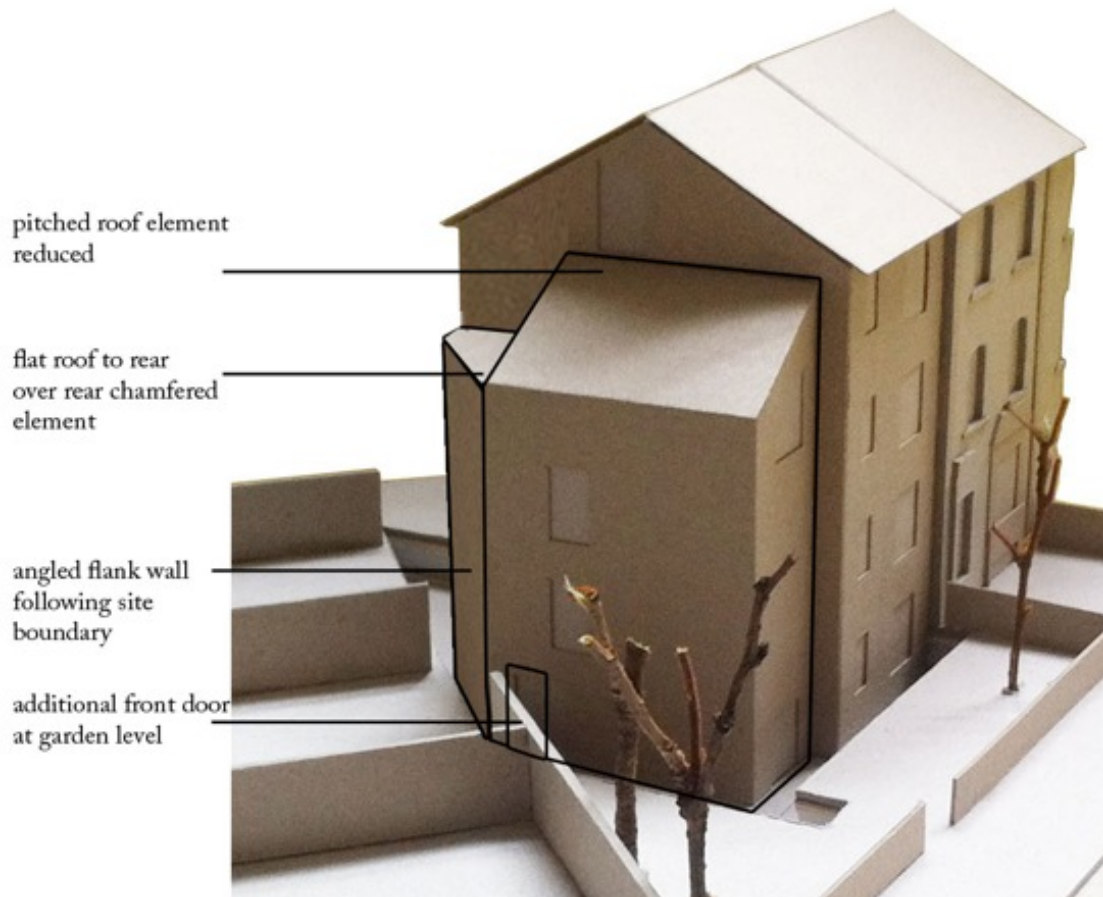 pitched roof element
reduced
flat roof to rear
over rear chamfered
element
angled flank wall
following site
boundary
additional front door
at garden level